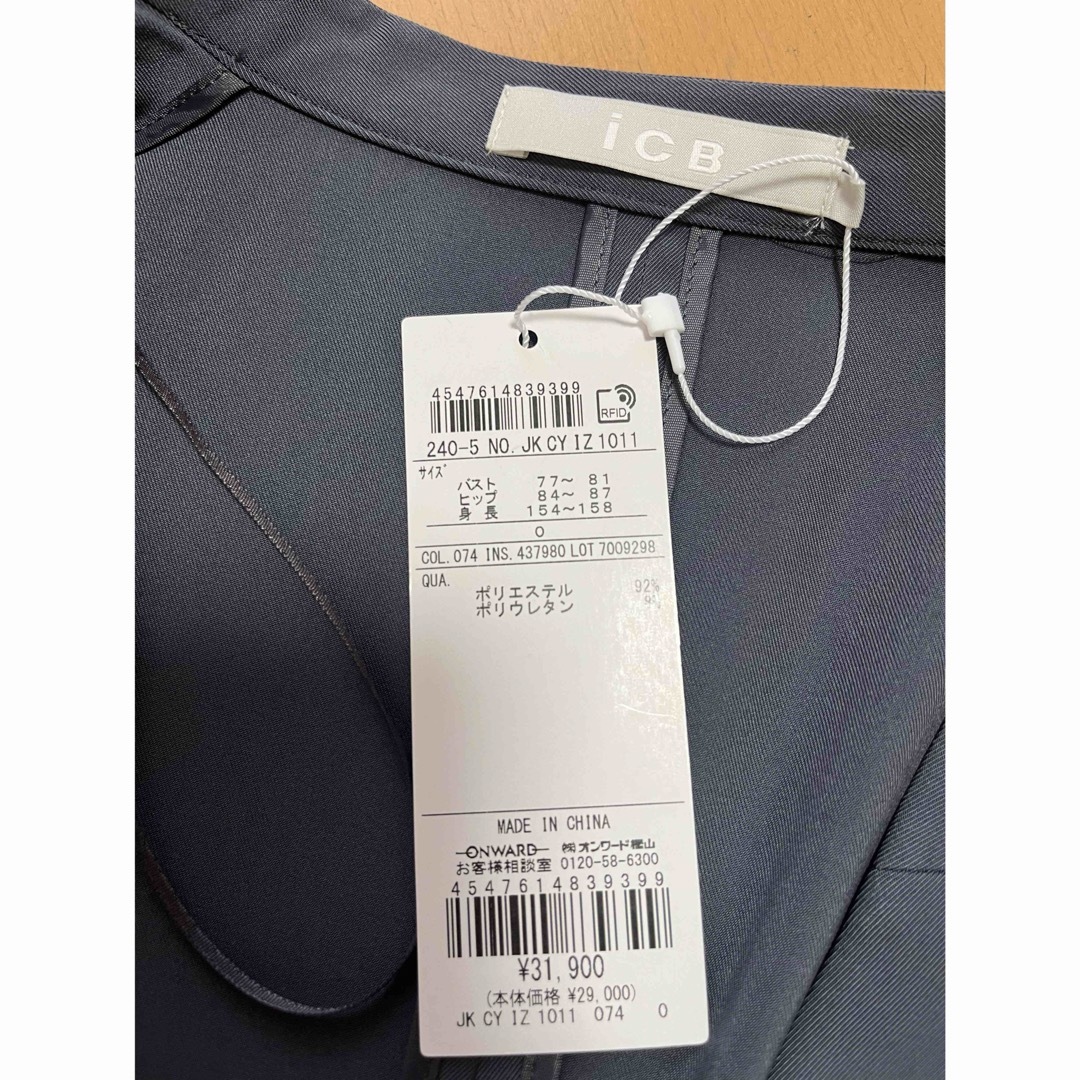 iCB
4547614839399
RFID
240-5 NO. JK CY IZ 1011
サイズ
バスト 77～ 81
ヒップ 84～ 87
身 長 154～158
0
COL. 074 INS. 437980 LOT 7009298
QUA.
ポリエステル 92%
ポリウレタン
MADE IN CHINA
ONWARD ㈱オンワード樫山
お客様相談室 0120-58-6300
4547614839399
¥31,900
(本体価格 ¥29,000)
JK CY IZ 1011 074 0